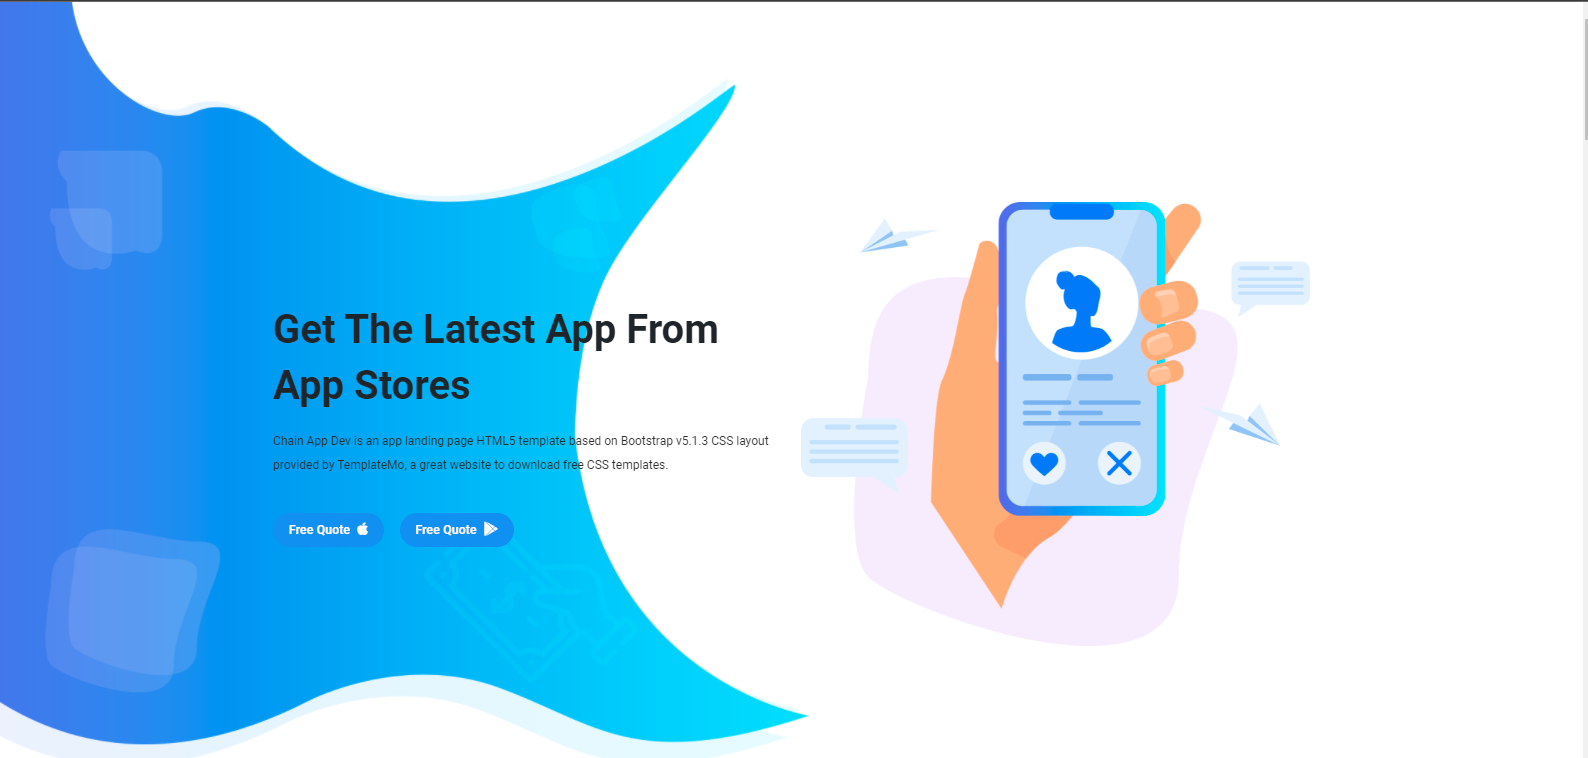 Get The Latest App From
App Stores
Chain App Dev is an app landing page HTML5 template based on Bootstrap v5.1.3 CSS layout
provided by TemplateMo, a great website to download free CSS templates.
Free Quote
Free Quote